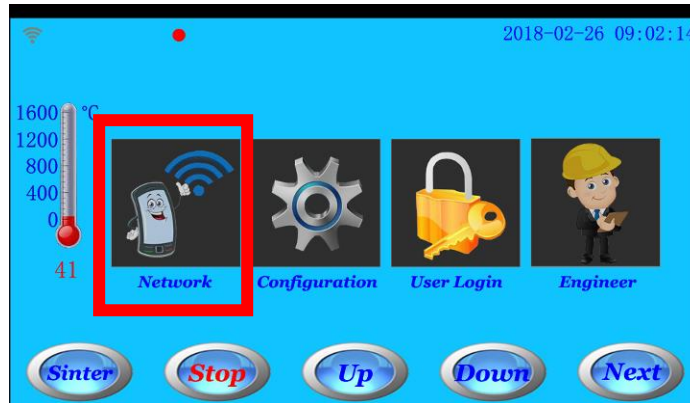 2018-02-26 09:02:14
1600 °C
1200
800
400
0
41
Network
Configuration
User Login
Engineer
Sinter
Stop
Up
Down
Next